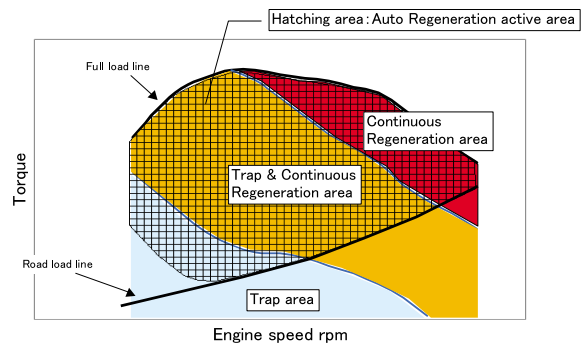 Hatching area：Auto Regeneration active area
Full load line
Continuous
Regeneration area
Trap & Continuous
Regeneration area
Torque
Road load line
Trap area
Engine speed rpm